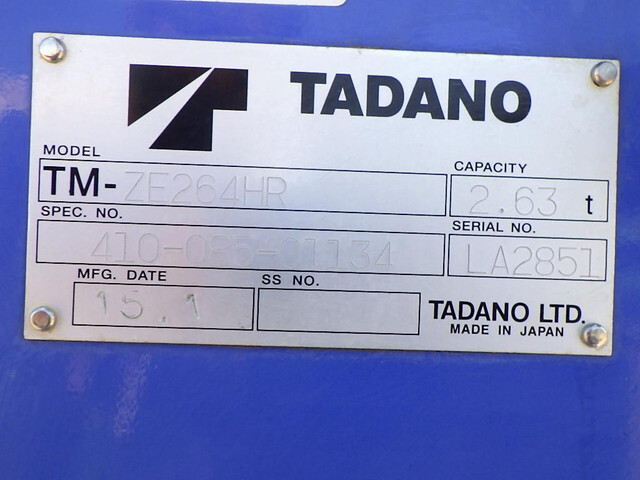 TADANO
MODEL
TM-ZE264HR
CAPACITY
2.63 t
SPEC. NO.
410-085-01134
SERIAL NO.
LA2851
MFG. DATE
15.1
SS NO.
TADANO LTD.
MADE IN JAPAN